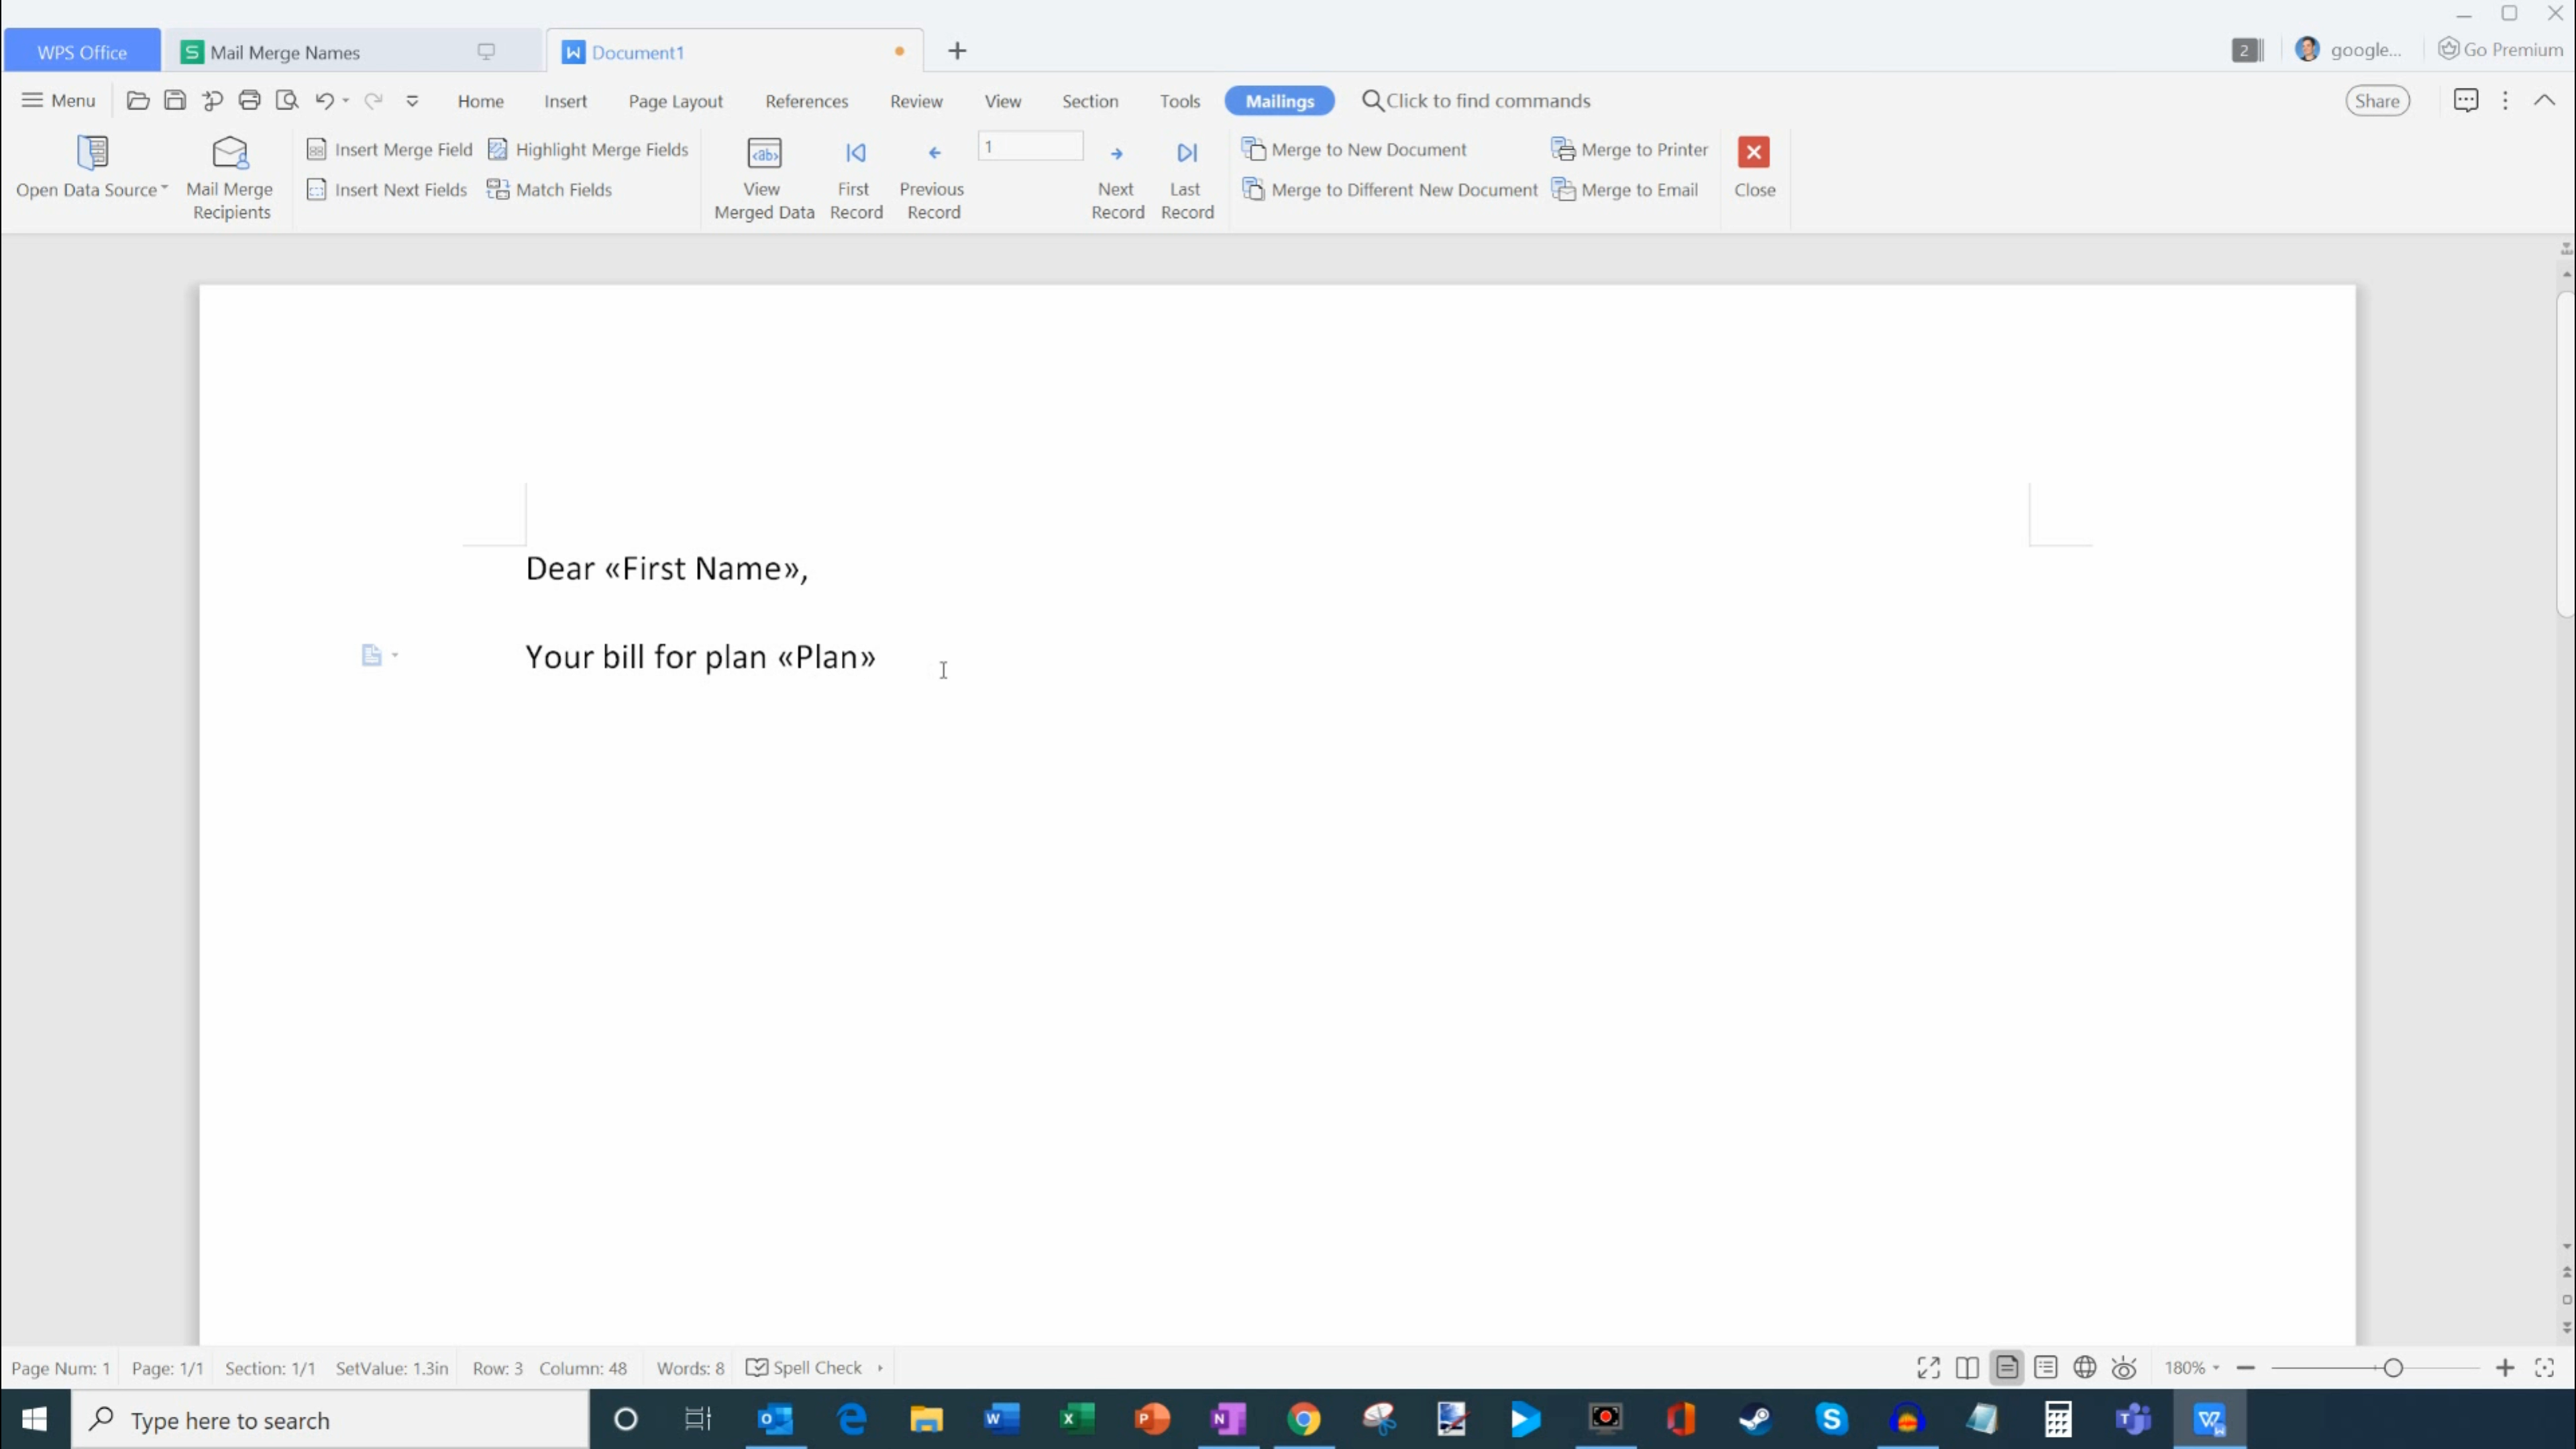 WPS Office
Mail Merge Names
Document1
2
google...
Go Premium
Menu
Home
Insert
Page Layout
References
Review
View
Section
Tools
Mailings
Click to find commands
Share
Open Data Source
Mail Merge
Recipients
Insert Merge Field
Highlight Merge Fields
Insert Next Fields
Match Fields
View
Merged Data
First
Record
Previous
Record
1
Next
Record
Last
Record
Merge to New Document
Merge to Printer
Merge to Different New Document
Merge to Email
Close
Dear «First Name»,
Your bill for plan «Plan»
Page Num: 1
Page: 1/1
Section: 1/1
SetValue: 1.3in
Row: 3
Column: 48
Words: 8
Spell Check
180%
Type here to search